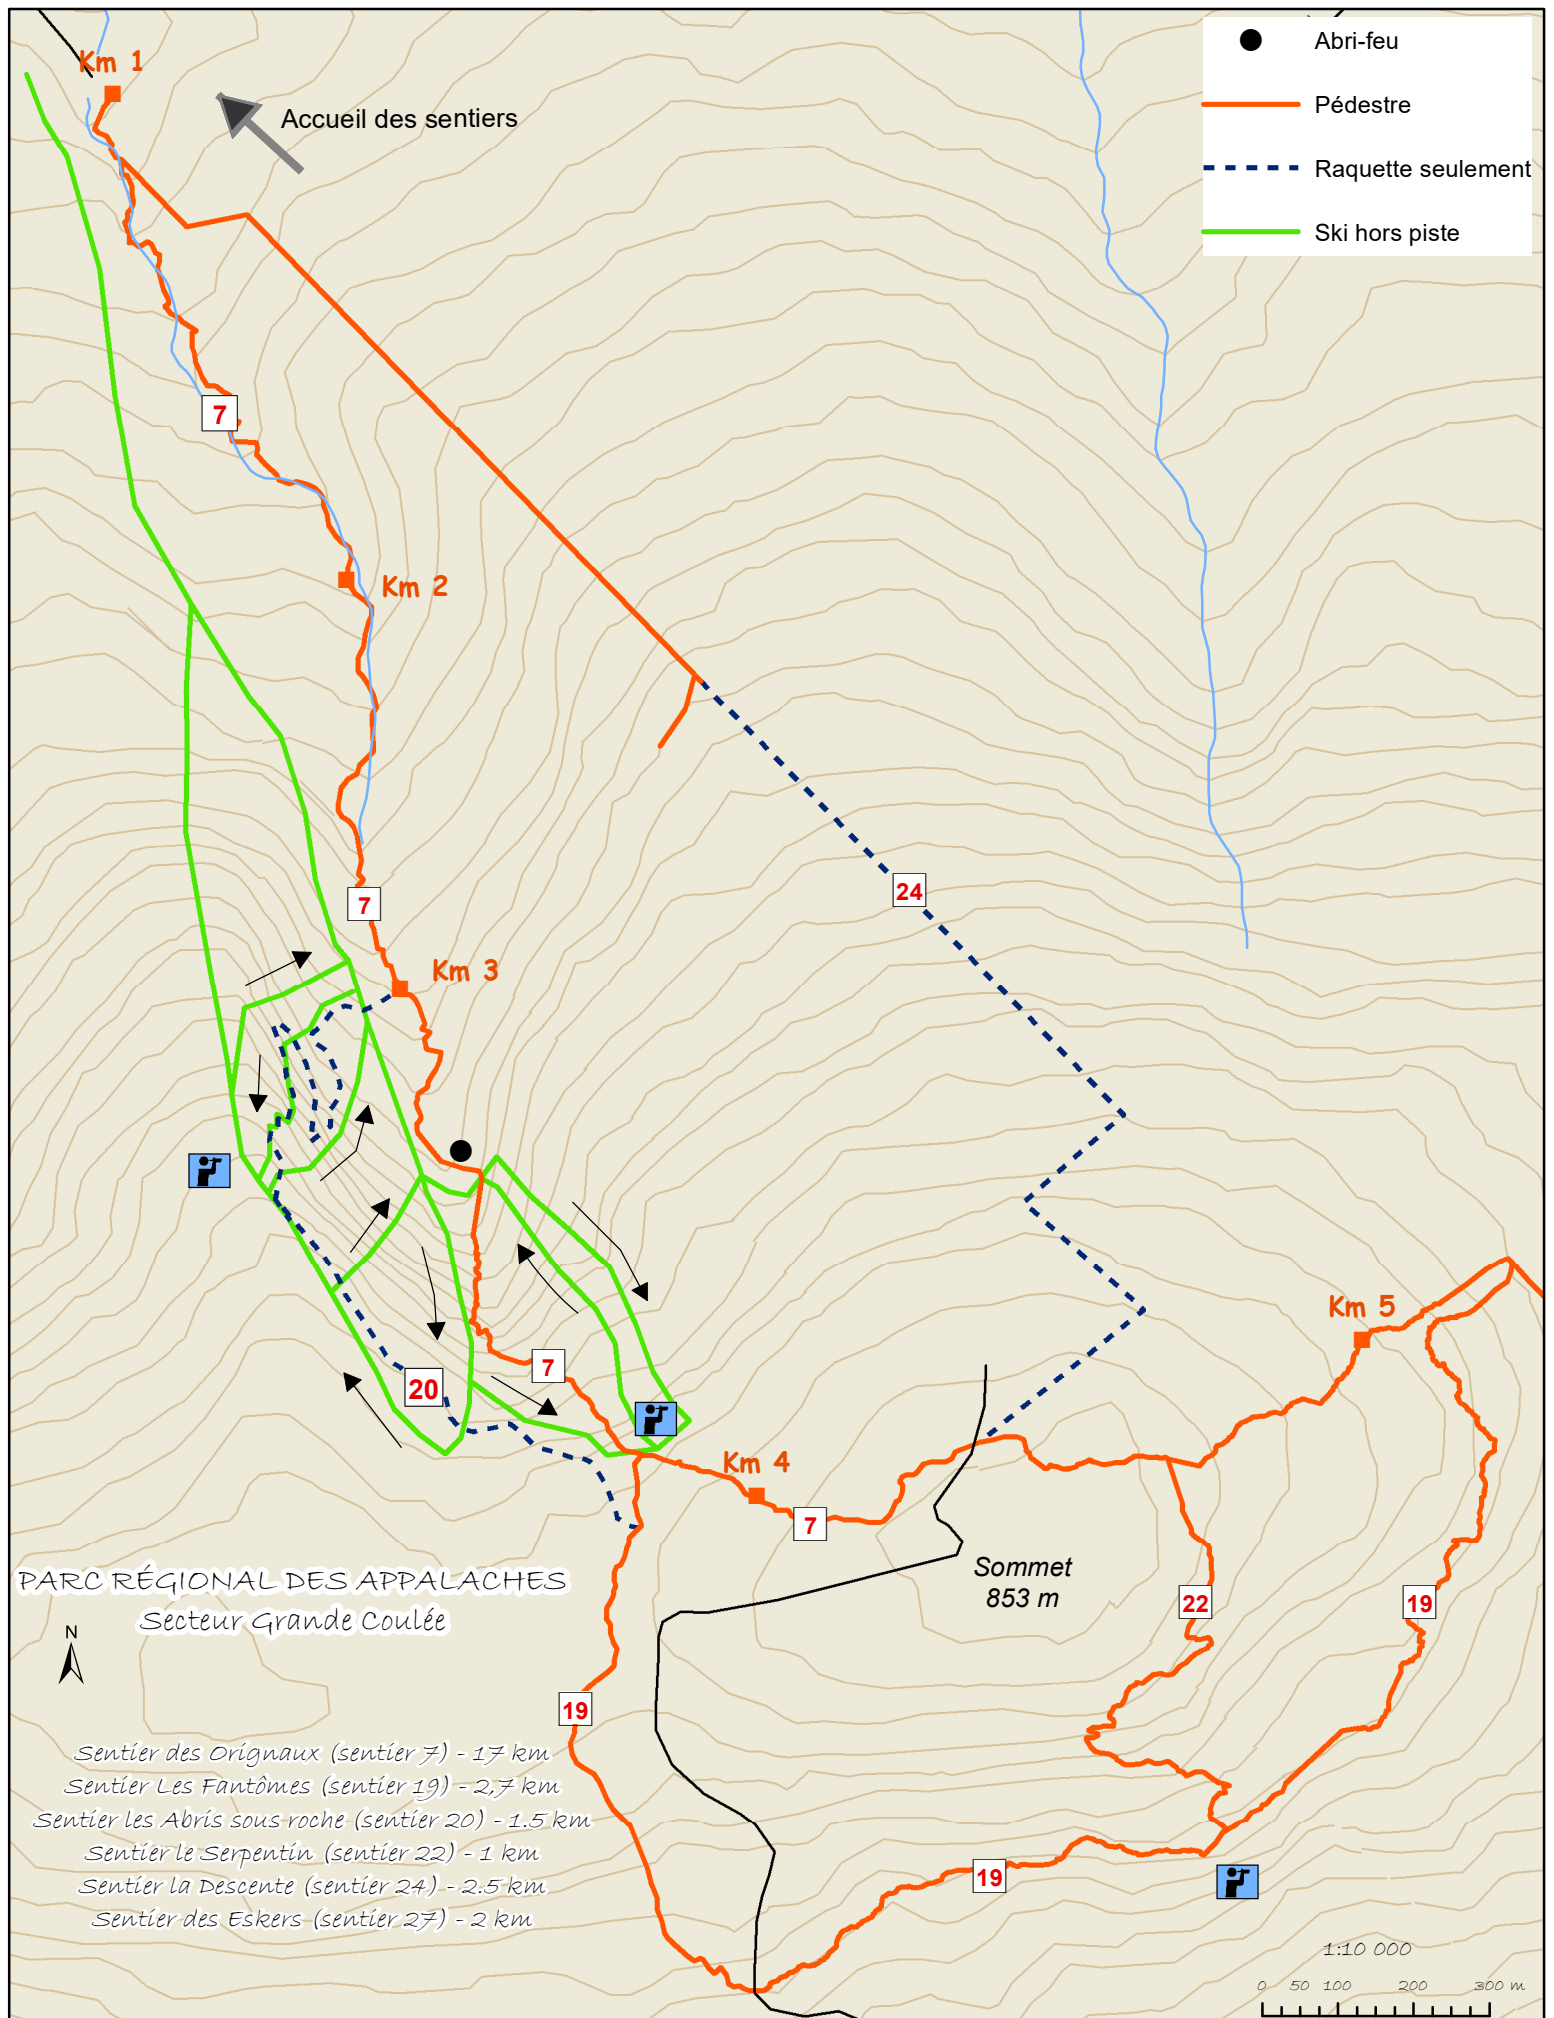 Km 1
Accueil des sentiers
Abri-feu
Pédestre
Raquette seulement
Ski hors piste
7
Km 2
24
7
Km 3
Km 5
7
20
Km 4
7
Sommet
853 m
22
19
PARC RÉGIONAL DES APPALACHES
Secteur Grande Coulée
N
19
Sentier des Orignaux (sentier 7) - 17 km
Sentier Les Fantômes (sentier 19) - 2,7 km
Sentier les Abris sous roche (sentier 20) - 1.5 km
Sentier le Serpentin (sentier 22) - 1 km
Sentier la Descente (sentier 24) - 2.5 km
Sentier des Eskers (sentier 27) - 2 km
19
1:10 000
0 50 100 200 300 m